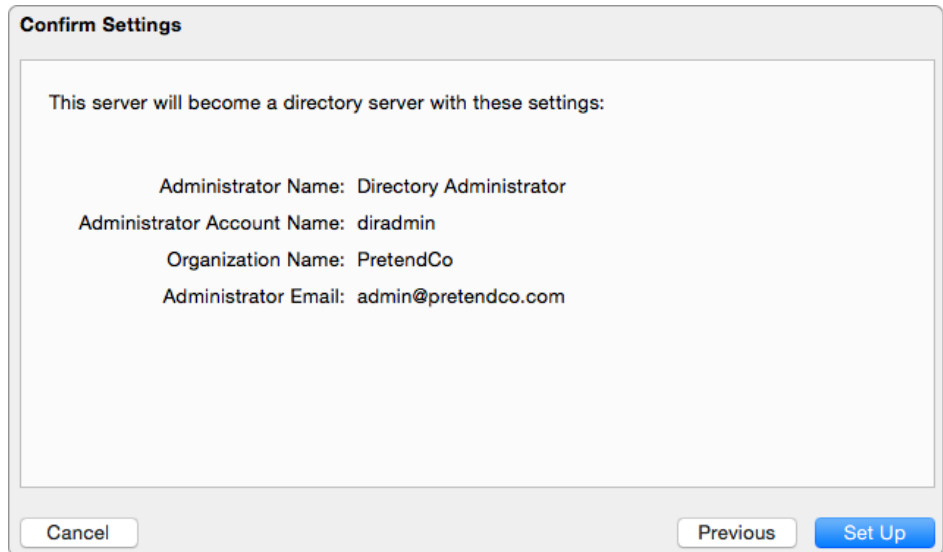 Confirm Settings
This server will become a directory server with these settings:
Administrator Name: Directory Administrator
Administrator Account Name: diradmin
Organization Name: PretendCo
Administrator Email: admin@pretendco.com
Cancel Previous Set Up